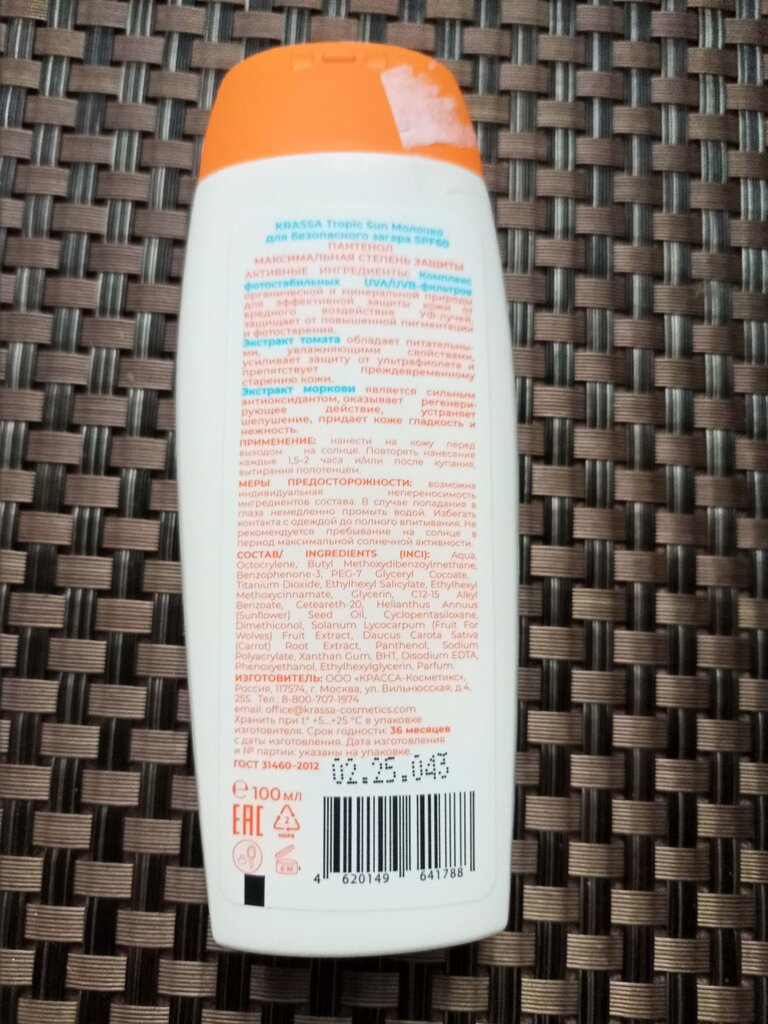 KRASSA Tropic Sun Молочко
для безопасного загара SPF60
ПАНТЕНОЛ
МАКСИМАЛЬНАЯ СТЕПЕНЬ ЗАЩИТЫ
АКТИВНЫЕ ИНГРЕДИЕНТЫ: Комплекс
фотостабильных UVA/UVB-фильтров
органической и минеральной природы
для эффективной защиты кожи от
вредного воздействия УФ-лучей,
защищает от повышенной пигментации
и фотостарения.
Экстракт томата обладает питательны-
ми, увлажняющими свойствами,
усиливает защиту от ультрафиолета и
препятствует преждевременному
старению кожи.
Экстракт моркови является сильным
антиоксидантом, оказывает регенери-
рующее действие, устраняет
шелушение, придает коже гладкость и
нежность.
ПРИМЕНЕНИЕ: нанести на кожу перед
выходом на солнце. Повторять нанесение
каждые 1,5–2 часа и/или после купания,
вытирания полотенцем.
МЕРЫ ПРЕДОСТОРОЖНОСТИ: возможна
индивидуальная непереносимость
ингредиентов состава. В случае попадания в
глаза немедленно промыть водой. Избегать
контакта с одеждой до полного впитывания. Не
рекомендуется пребывание на солнце в
период максимальной солнечной активности.
СОСТАВ/ INGREDIENTS (INCI): Aqua,
Octocrylene, Butyl Methoxydibenzoylmethane,
Benzophenone-3, PEG-7 Glyceryl Cocoate,
Titanium Dioxide, Ethylhexyl Salicylate, Ethylhexyl
Methoxycinnamate, Glycerin, C12-15 Alkyl
Benzoate, Ceteareth-20, Helianthus Annuus
(Sunflower) Seed Oil, Cyclopentasiloxane,
Dimethiconol, Solanum Lycocarpum (Fruit For
Wolves) Fruit Extract, Daucus Carota Sativa
(Carrot) Root Extract, Panthenol, Sodium
Polyacrylate, Xanthan Gum, BHT, Disodium EDTA,
Phenoxyethanol, Ethylhexylglycerin, Parfum.
ИЗГОТОВИТЕЛЬ: ООО «КРАССА-Косметикс»,
Россия, 117574, г. Москва, ул. Вильнюсская, д.4,
255. Тел.: 8-800-707-1974
email: office@krassa-cosmetics.com
Хранить при t° +5...+25 °C в упаковке
изготовителя. Срок годности: 36 месяцев
с даты изготовления. Дата изготовления
и № партии: указаны на упаковке.
ГОСТ 31460–2012
02.25.043
℮ 100 мл
EAC
2
HDPE
6 M
4 620149 641788